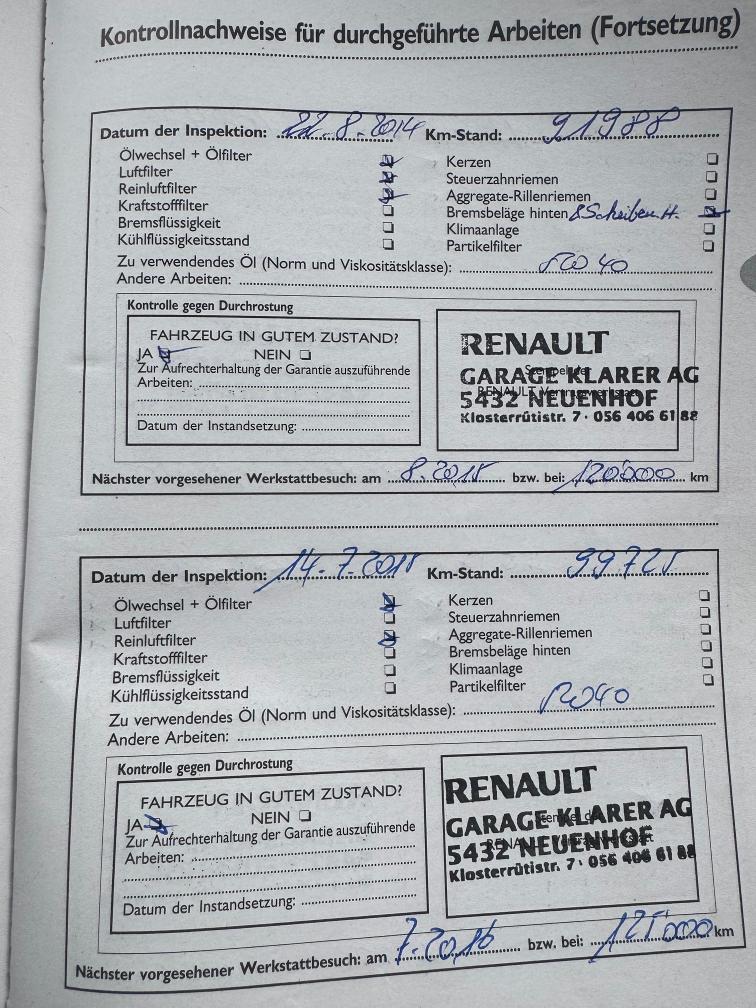 Kontrollnachweise für durchgeführte Arbeiten (Fortsetzung)
Datum der Inspektion: 22.8.2014 Km-Stand: 91988
Ölwechsel + Ölfilter Kerzen
Luftfilter Steuerzahnriemen
Reinluftfilter Aggregate-Rillenriemen
Kraftstofffilter Bremsbeläge hinten & Scheiben H.
Bremsflüssigkeit Klimaanlage
Kühlflüssigkeitsstand Partikelfilter
Zu verwendendes Öl (Norm und Viskositätsklasse): 40
Andere Arbeiten:
Kontrolle gegen Durchrostung
FAHRZEUG IN GUTEM ZUSTAND?
JA NEIN
Zur Aufrechterhaltung der Garantie auszuführende
Arbeiten:
Datum der Instandsetzung:
RENAULT
GARAGE KLARER AG
5432 NEUENHOF
Klosterrütistr. 7 · 056 406 61 88
Nächster vorgesehener Werkstattbesuch: am 8.2015 bzw. bei: 120000 km
Datum der Inspektion: 14.7.2015 Km-Stand: 99725
Ölwechsel + Ölfilter Kerzen
Luftfilter Steuerzahnriemen
Reinluftfilter Aggregate-Rillenriemen
Kraftstofffilter Bremsbeläge hinten
Bremsflüssigkeit Klimaanlage
Kühlflüssigkeitsstand Partikelfilter
Zu verwendendes Öl (Norm und Viskositätsklasse): 40
Andere Arbeiten:
Kontrolle gegen Durchrostung
FAHRZEUG IN GUTEM ZUSTAND?
JA NEIN
Zur Aufrechterhaltung der Garantie auszuführende
Arbeiten:
Datum der Instandsetzung:
RENAULT
GARAGE KLARER AG
5432 NEUENHOF
Klosterrütistr. 7 · 056 406 61 88
Nächster vorgesehener Werkstattbesuch: am 7.2016 bzw. bei: 125000 km